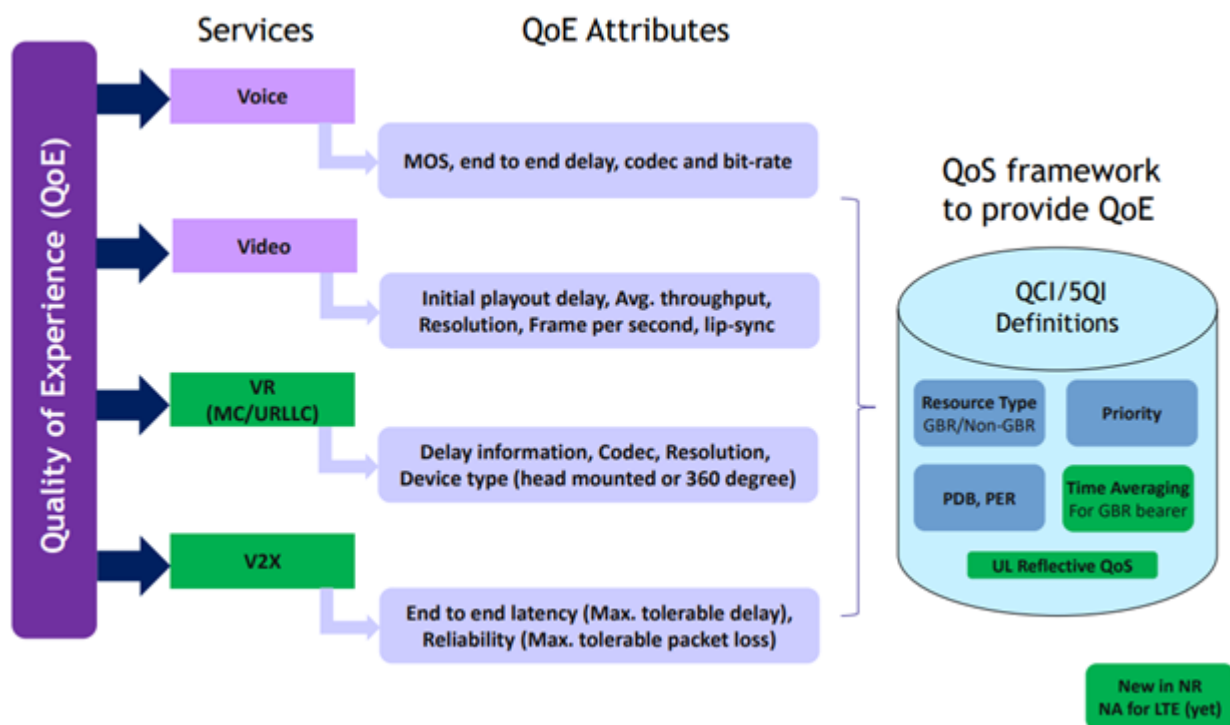 Services
QoE Attributes
Quality of Experience (QoE)
Voice
MOS, end to end delay, codec and bit-rate
Video
Initial playout delay, Avg. throughput,
Resolution, Frame per second, lip-sync
VR
(MC/URLLC)
Delay information, Codec, Resolution,
Device type (head mounted or 360 degree)
V2X
End to end latency (Max. tolerable delay),
Reliability (Max. tolerable packet loss)
QoS framework
to provide QoE
QCI/5QI
Definitions
Resource Type
GBR/Non-GBR
Priority
PDB, PER
Time Averaging
For GBR bearer
UL Reflective QoS
New in NR
NA for LTE (yet)